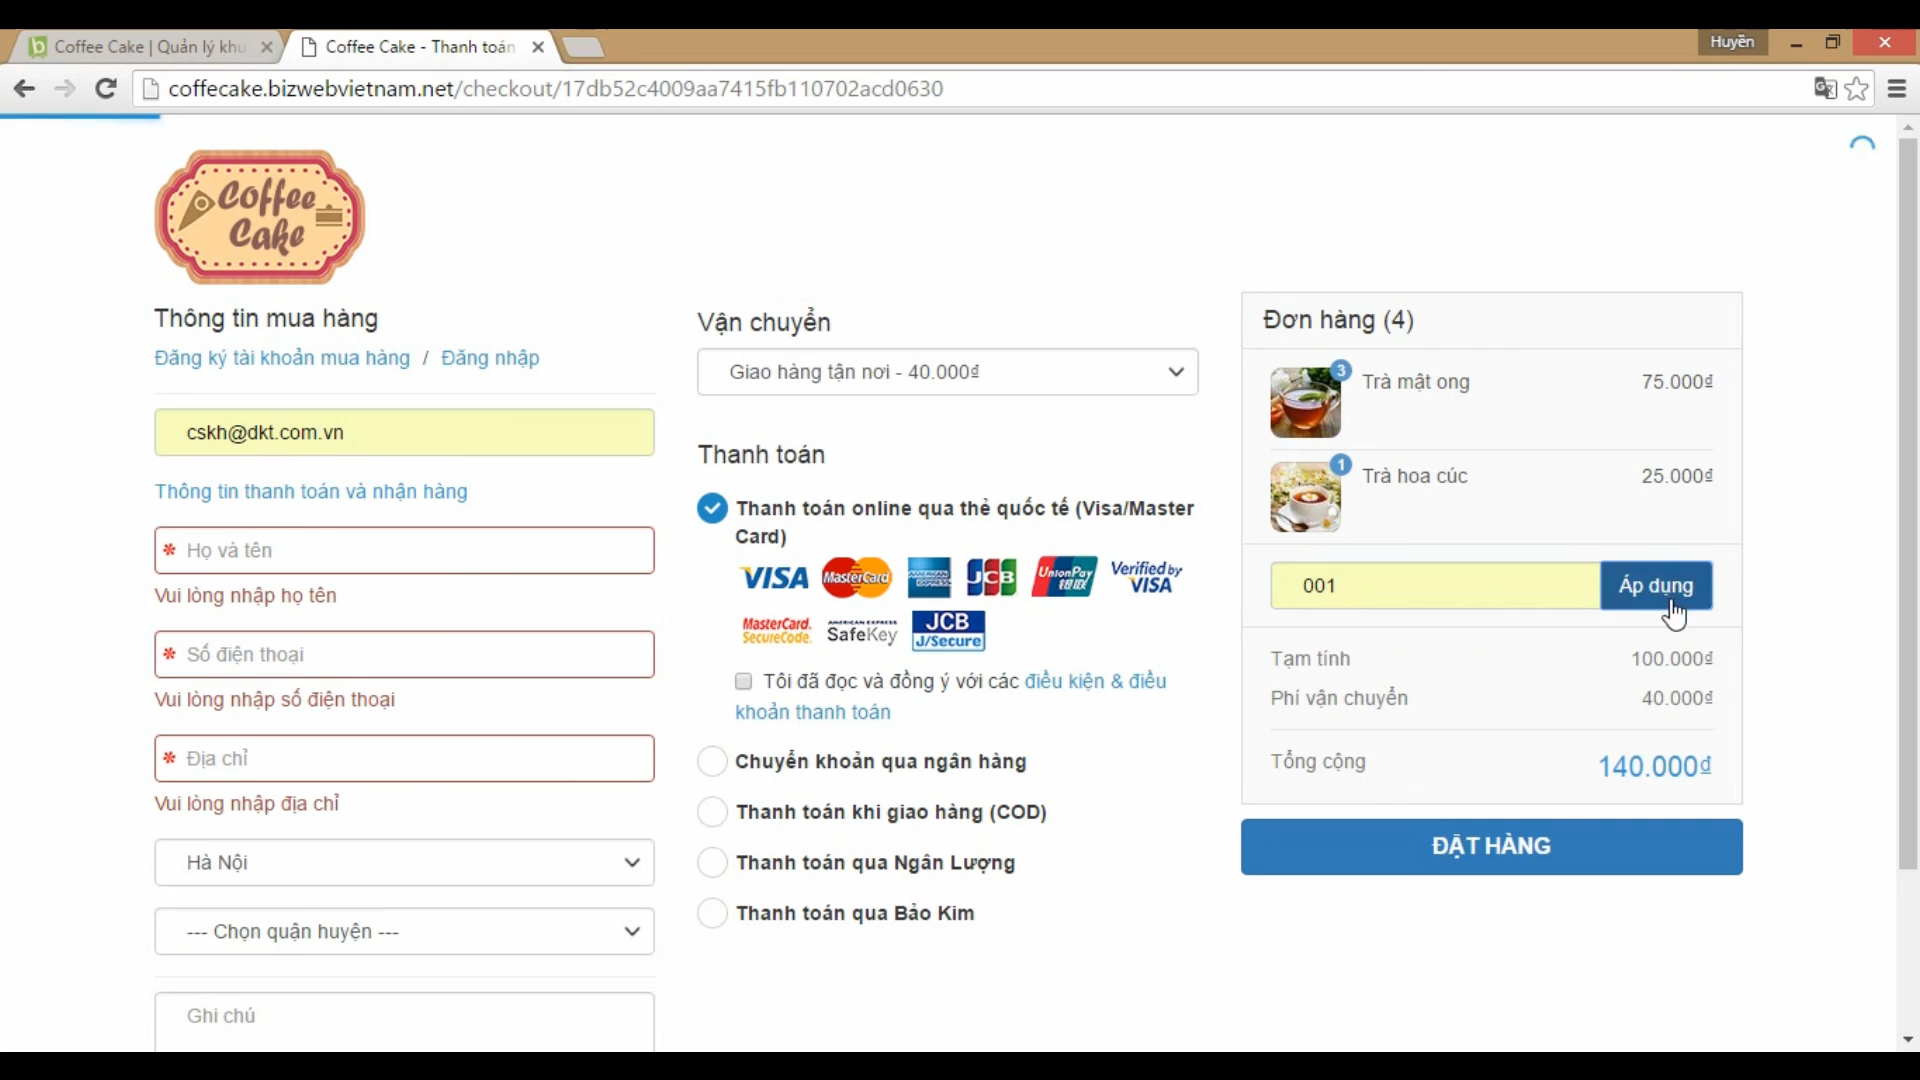 Coffee Cake | Quản lý khu
Coffee Cake - Thanh toán
Huyền
coffecake.bizwebvietnam.net/checkout/17db52c4009aa7415fb110702acd0630
Coffee
Cake
Thông tin mua hàng
Đăng ký tài khoản mua hàng / Đăng nhập
cskh@dkt.com.vn
Thông tin thanh toán và nhận hàng
* Họ và tên
Vui lòng nhập họ tên
* Số điện thoại
Vui lòng nhập số điện thoại
* Địa chỉ
Vui lòng nhập địa chỉ
Hà Nội
--- Chọn quận huyện ---
Ghi chú
Vận chuyển
Giao hàng tận nơi - 40.000₫
Thanh toán
Thanh toán online qua thẻ quốc tế (Visa/Master
Card)
VISA MasterCard AMERICAN EXPRESS JCB UnionPay 银联 Verified by VISA
MasterCard. SecureCode. AMERICAN EXPRESS SafeKey JCB J/Secure
Tôi đã đọc và đồng ý với các điều kiện & điều
khoản thanh toán
Chuyển khoản qua ngân hàng
Thanh toán khi giao hàng (COD)
Thanh toán qua Ngân Lượng
Thanh toán qua Bảo Kim
Đơn hàng (4)
3 Trà mật ong 75.000₫
1 Trà hoa cúc 25.000₫
001 Áp dụng
Tạm tính 100.000₫
Phí vận chuyển 40.000₫
Tổng cộng 140.000₫
ĐẶT HÀNG